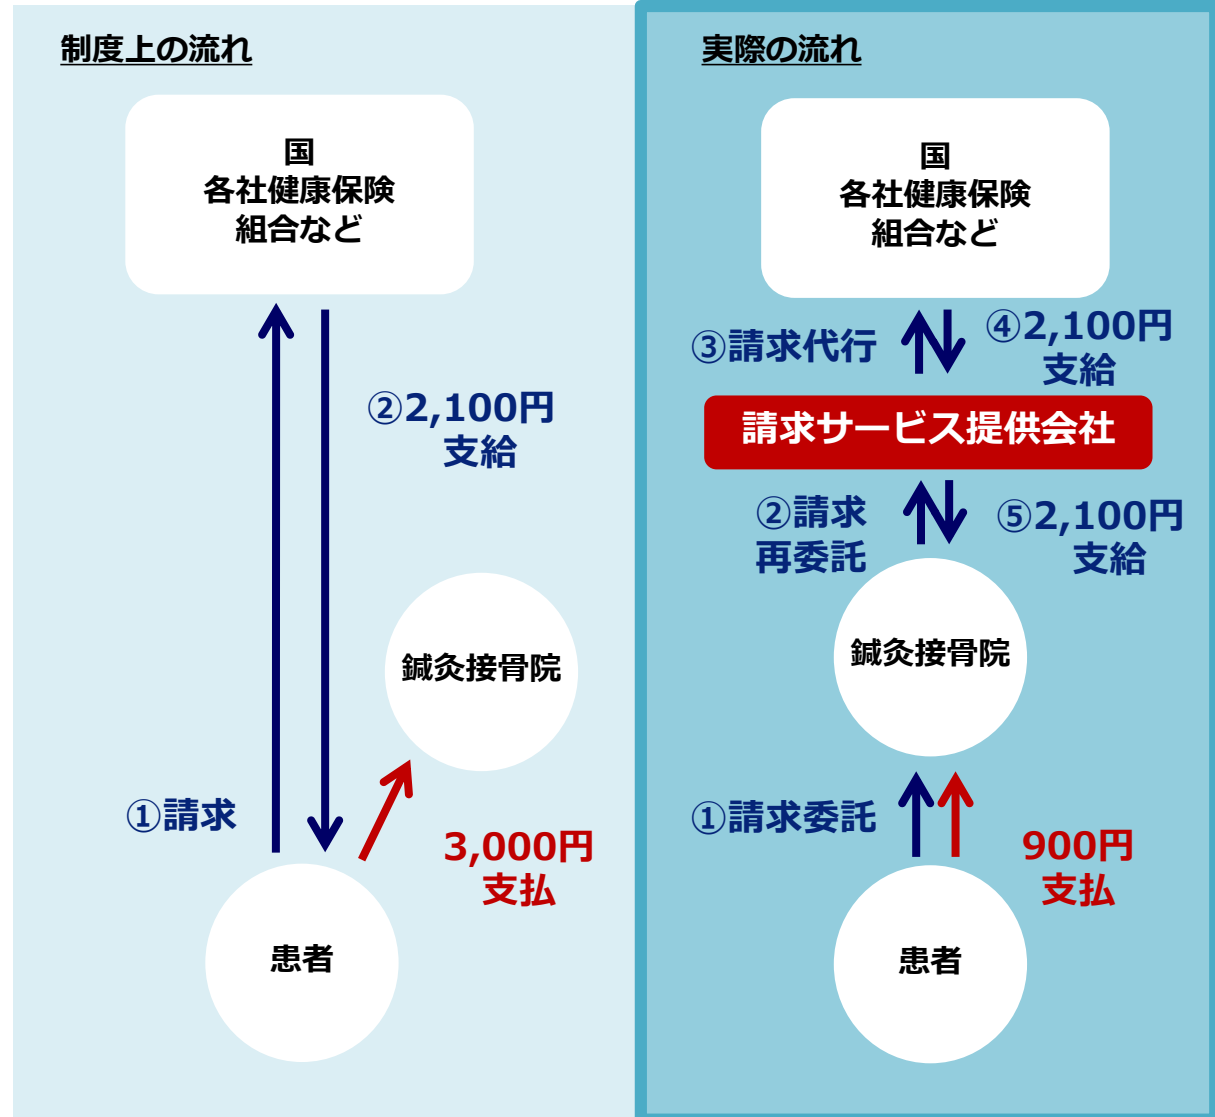 制度上の流れ
国
各社健康保険
組合など
②2,100円
支給
鍼灸接骨院
①請求
3,000円
支払
患者
実際の流れ
国
各社健康保険
組合など
③請求代行
④2,100円
支給
請求サービス提供会社
②請求
再委託
⑤2,100円
支給
鍼灸接骨院
①請求委託
900円
支払
患者